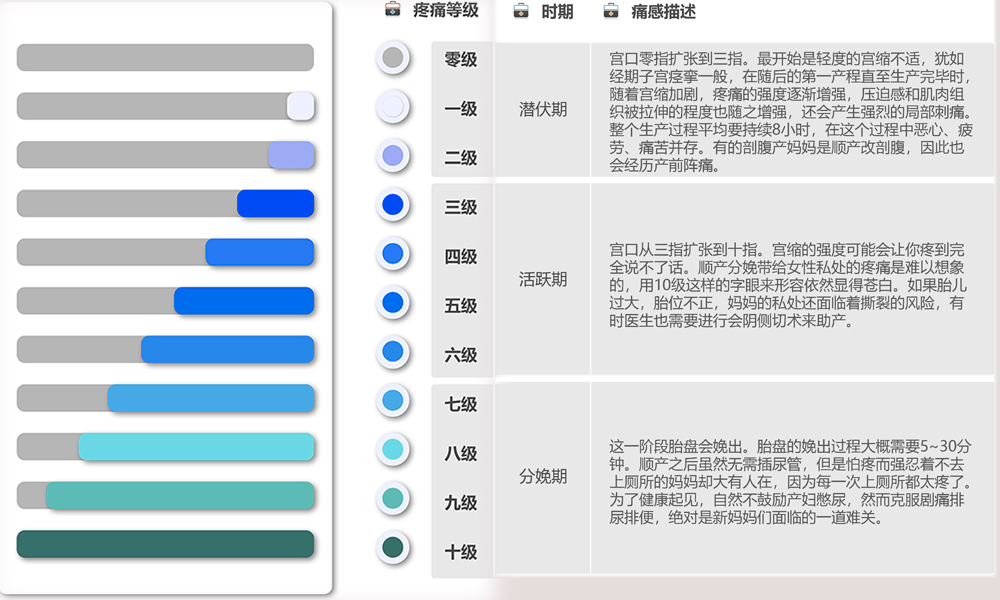 疼痛等级 时期 痛感描述
零级
一级
二级
三级
四级
五级
六级
七级
八级
九级
十级
潜伏期
宫口零指扩张到三指。最开始是轻度的宫缩不适，犹如
经期子宫痉挛一般，在随后的第一产程直至生产完毕时，
随着宫缩加剧，疼痛的强度逐渐增强，压迫感和肌肉组
织被拉伸的程度也随之增强，还会产生强烈的局部刺痛。
整个生产过程平均要持续8小时，在这个过程中恶心、疲
劳、痛苦并存。有的剖腹产妈妈是顺产改剖腹，因此也
会经历产前阵痛。
活跃期
宫口从三指扩张到十指。宫缩的强度可能会让你疼到完
全说不了话。顺产分娩带给女性私处的疼痛是难以想象
的，用10级这样的字眼来形容依然显得苍白。如果胎儿
过大，胎位不正，妈妈的私处还面临着撕裂的风险，有
时医生也需要进行会阴侧切术来助产。
分娩期
这一阶段胎盘会娩出。胎盘的娩出过程大概需要5~30分
钟。顺产之后虽然无需插尿管，但是怕疼而强忍着不去
上厕所的妈妈却大有人在，因为每一次上厕所都太疼了。
为了健康起见，自然不鼓励产妇憋尿，然而克服剧痛排
尿排便，绝对是新妈妈们面临的一道难关。